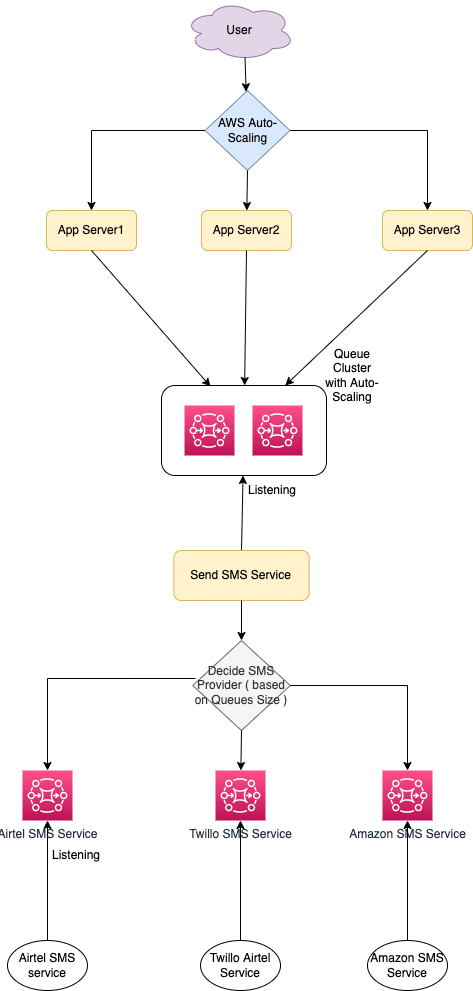 User
AWS Auto-
Scaling
App Server1
App Server2
App Server3
Queue
Cluster
with Auto-
Scaling
Listening
Send SMS Service
Decide SMS
Provider ( based
on Queues Size )
Airtel SMS Service
Twillo SMS Service
Amazon SMS Service
Listening
Airtel SMS
service
Twillo Airtel
Service
Amazon SMS
Service